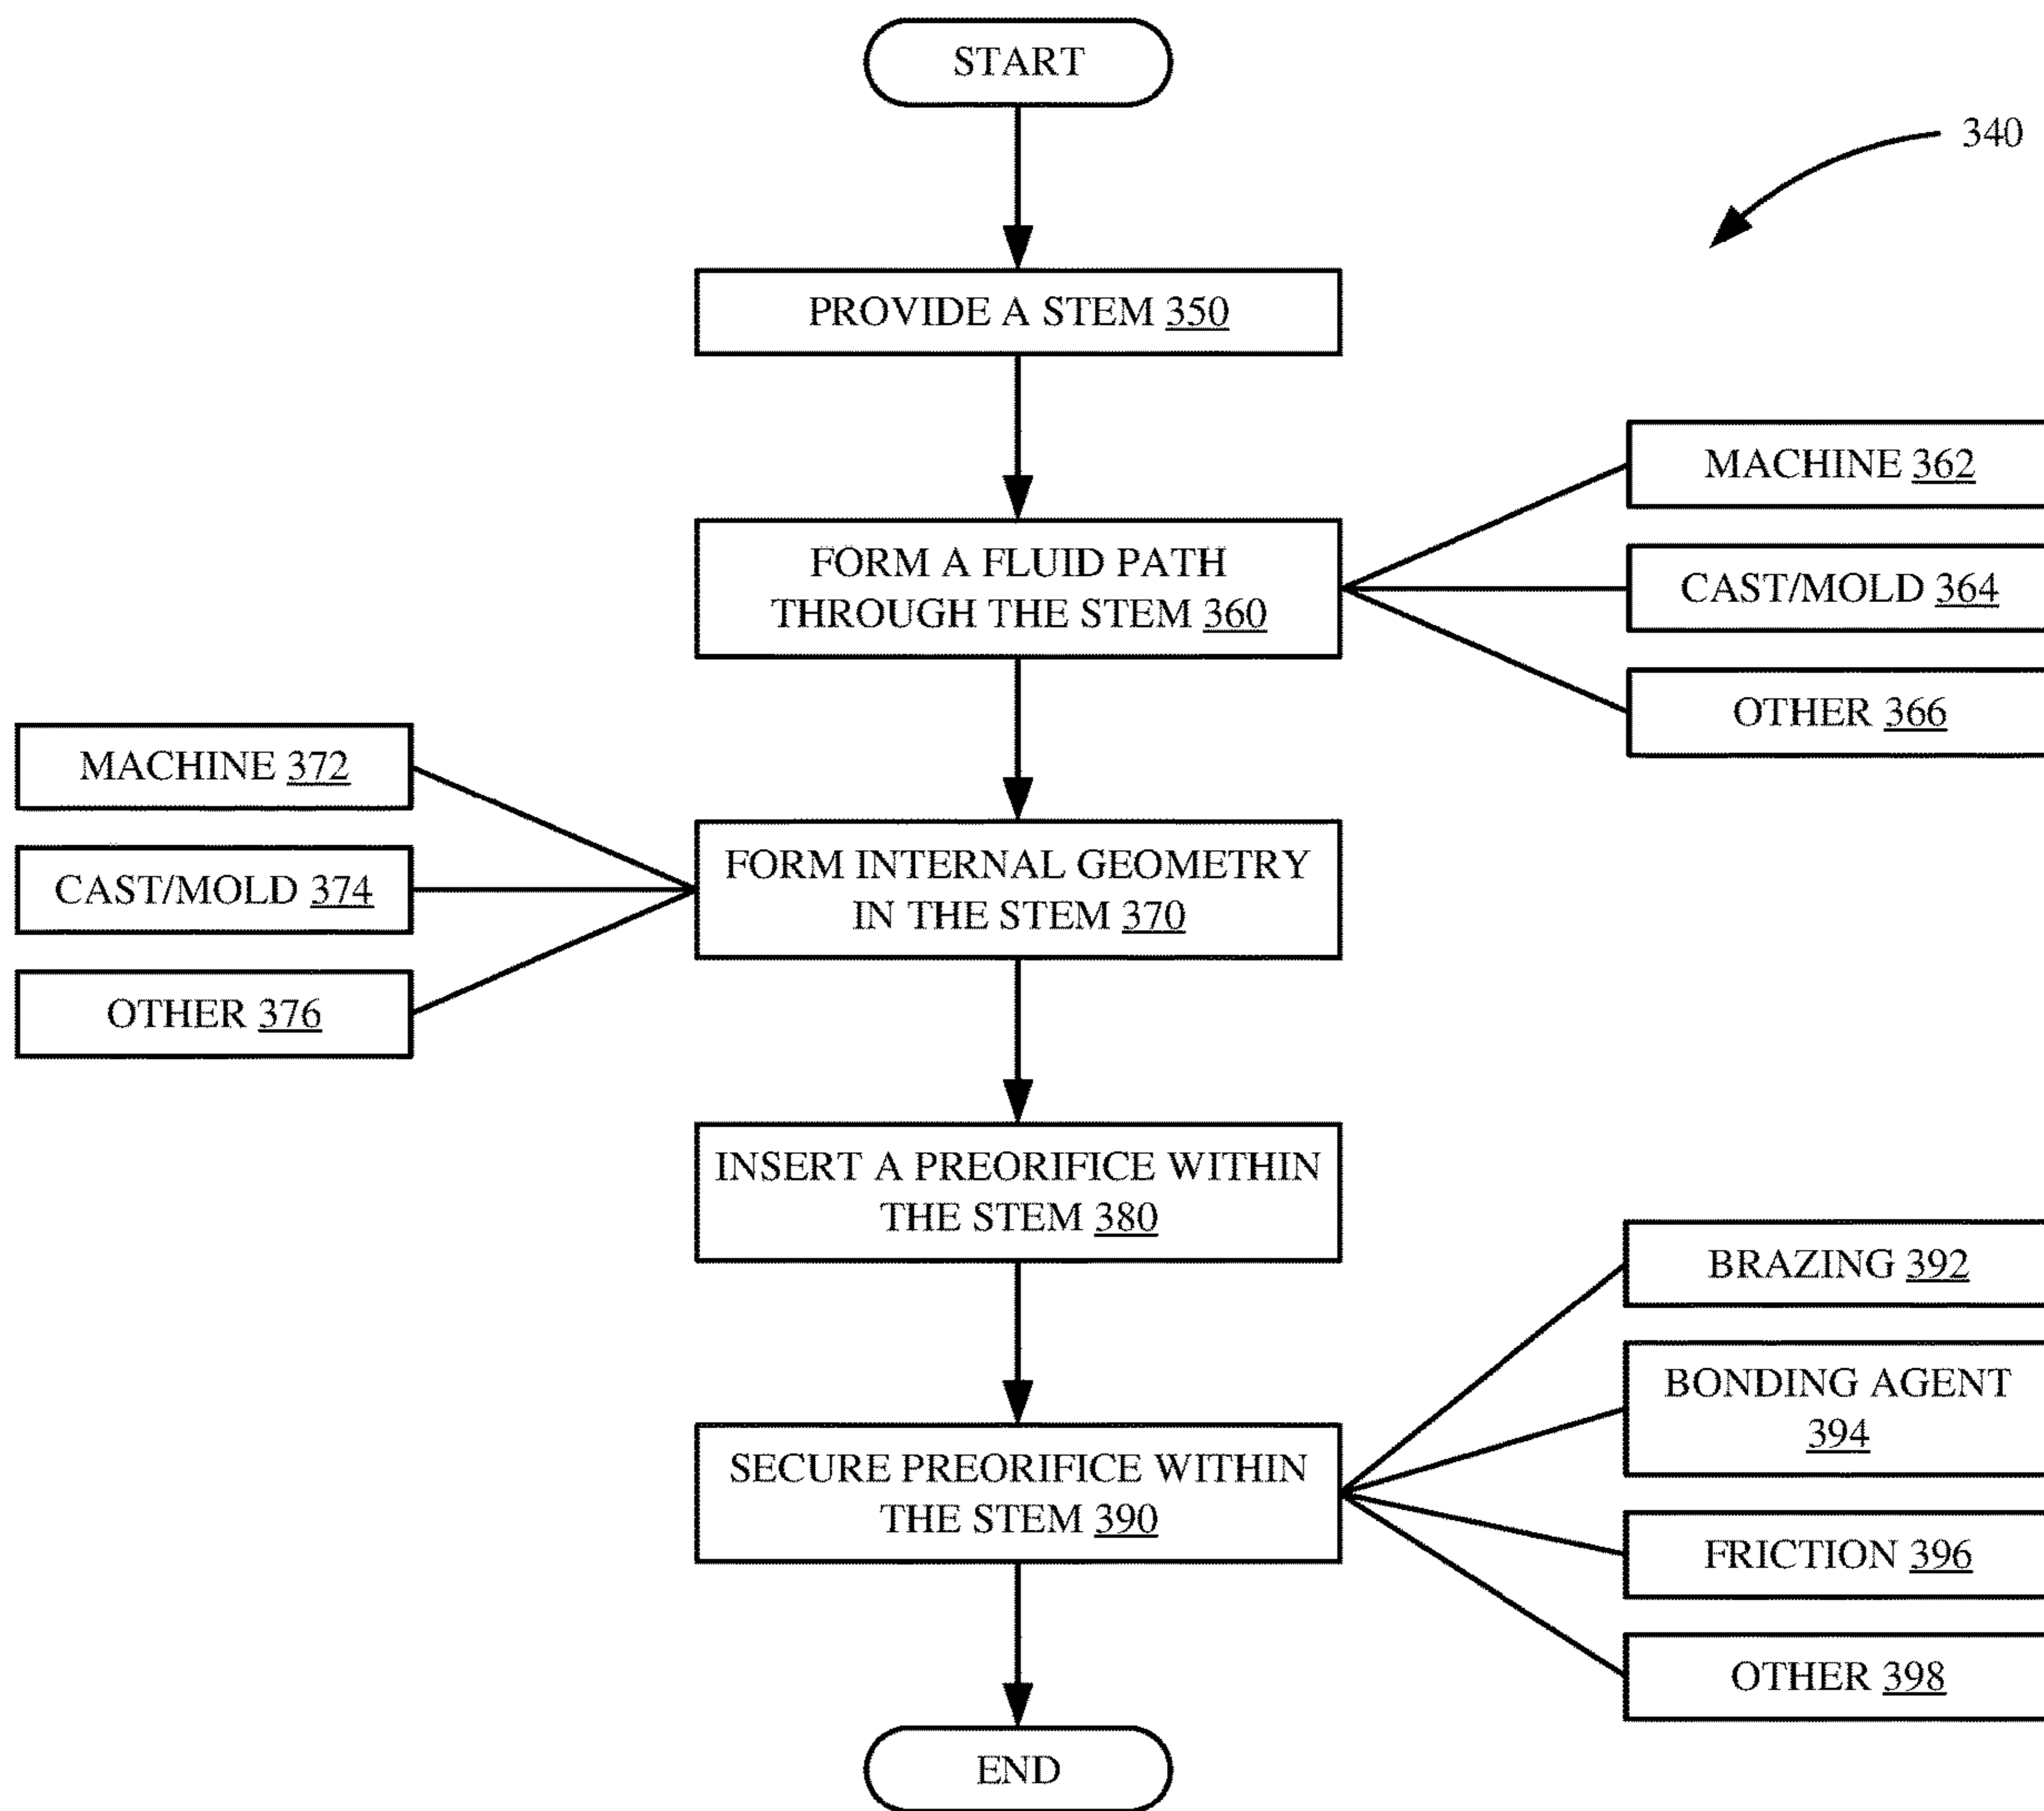 START
340
PROVIDE A STEM 350
FORM A FLUID PATH
THROUGH THE STEM 360
MACHINE 362
CAST/MOLD 364
OTHER 366
MACHINE 372
CAST/MOLD 374
OTHER 376
FORM INTERNAL GEOMETRY
IN THE STEM 370
INSERT A PREORIFICE WITHIN
THE STEM 380
SECURE PREORIFICE WITHIN
THE STEM 390
BRAZING 392
BONDING AGENT
394
FRICTION 396
OTHER 398
END